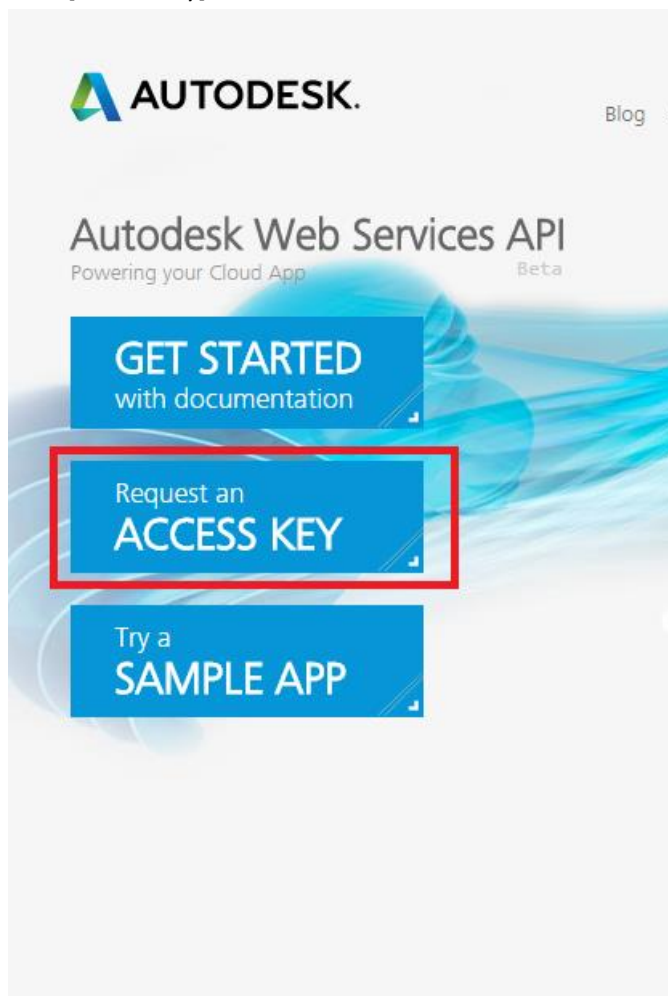 AUTODESK.
Blog
Autodesk Web Services API
Powering your Cloud App
Beta
GET STARTED
with documentation
Request an
ACCESS KEY
Try a
SAMPLE APP